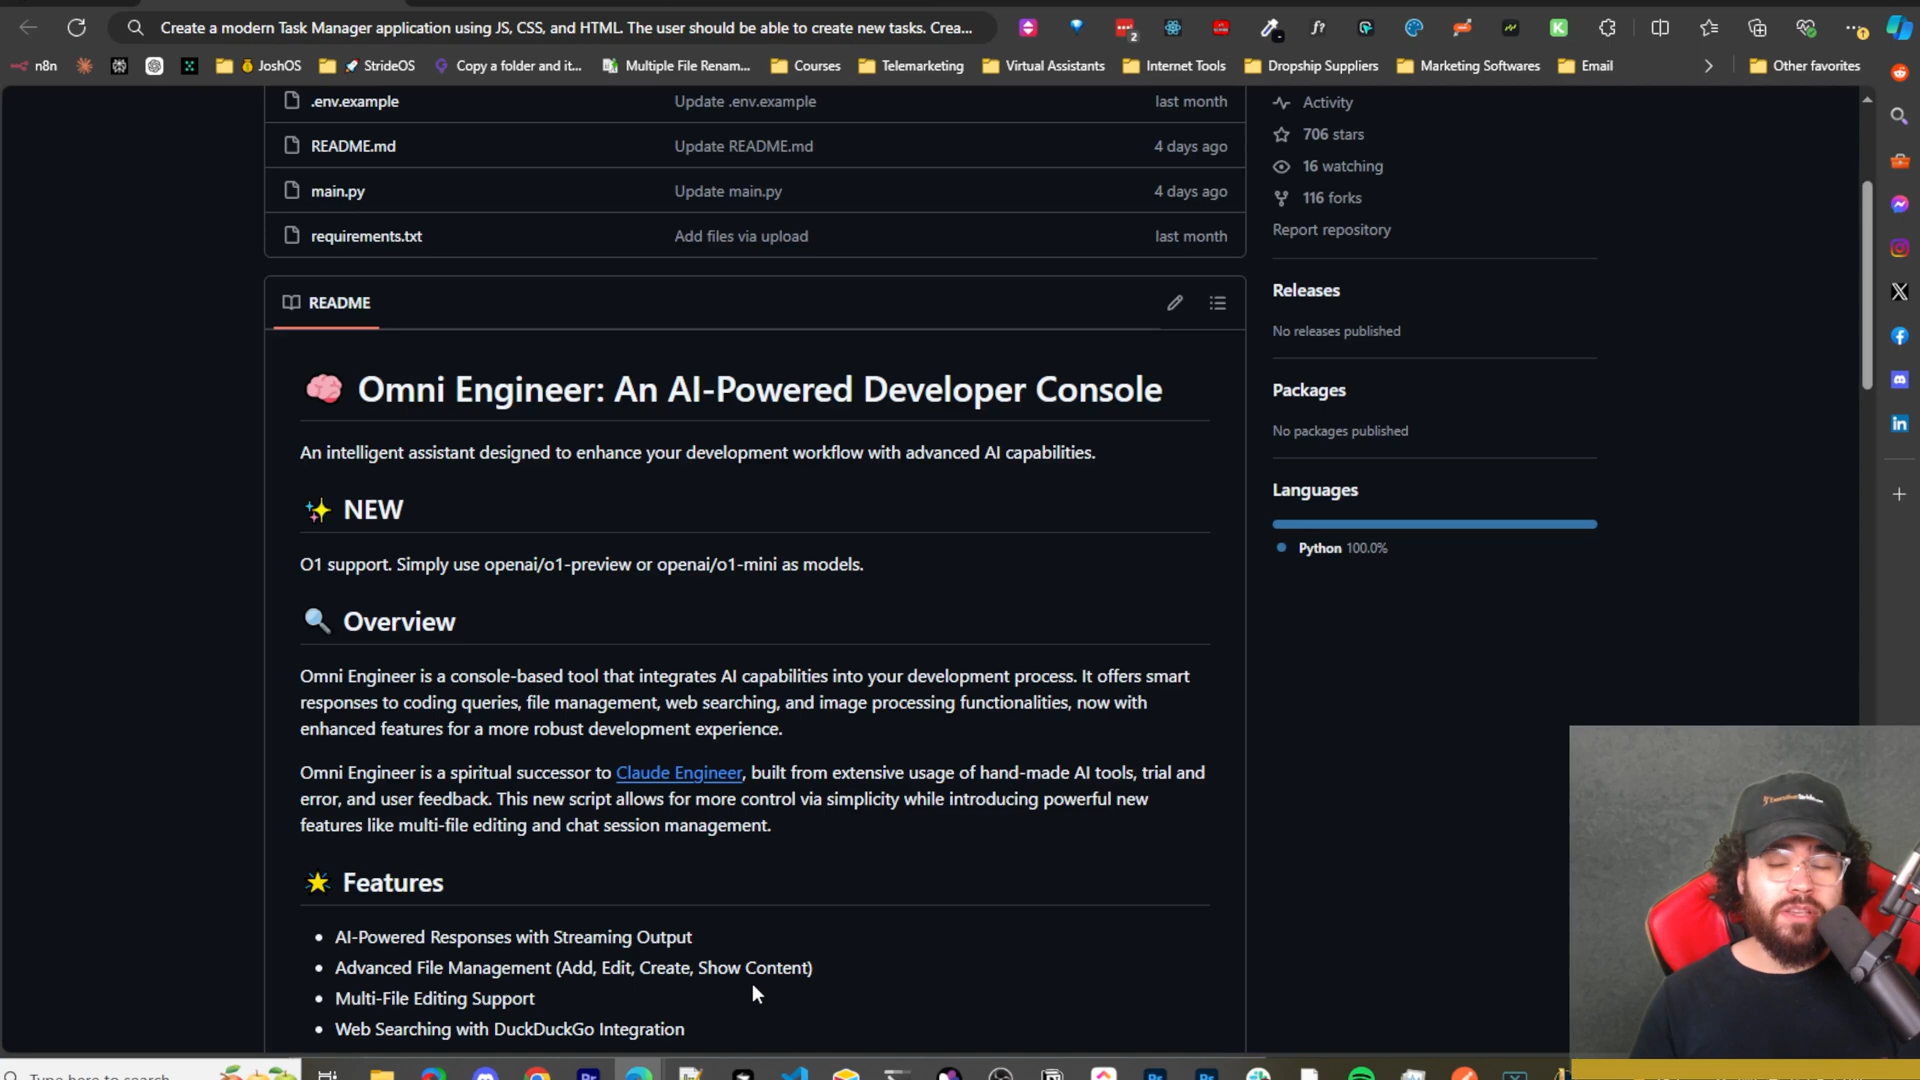 Create a modern Task Manager application using JS, CSS, and HTML. The user should be able to create new tasks. Crea...
2
n8n
JoshOS
StrideOS
Copy a folder and it...
Multiple File Renam...
Courses
Telemarketing
Virtual Assistants
Internet Tools
Dropship Suppliers
Marketing Softwares
Email
Other favorites
.env.example Update .env.example last month
README.md Update README.md 4 days ago
main.py Update main.py 4 days ago
requirements.txt Add files via upload last month
Activity
706 stars
16 watching
116 forks
Report repository
Releases
No releases published
Packages
No packages published
Languages
Python 100.0%
README
Omni Engineer: An AI-Powered Developer Console
An intelligent assistant designed to enhance your development workflow with advanced AI capabilities.
NEW
O1 support. Simply use openai/o1-preview or openai/o1-mini as models.
Overview
Omni Engineer is a console-based tool that integrates AI capabilities into your development process. It offers smart
responses to coding queries, file management, web searching, and image processing functionalities, now with
enhanced features for a more robust development experience.
Omni Engineer is a spiritual successor to Claude Engineer, built from extensive usage of hand-made AI tools, trial and
error, and user feedback. This new script allows for more control via simplicity while introducing powerful new
features like multi-file editing and chat session management.
Features
AI-Powered Responses with Streaming Output
Advanced File Management (Add, Edit, Create, Show Content)
Multi-File Editing Support
Web Searching with DuckDuckGo Integration
Type here to search